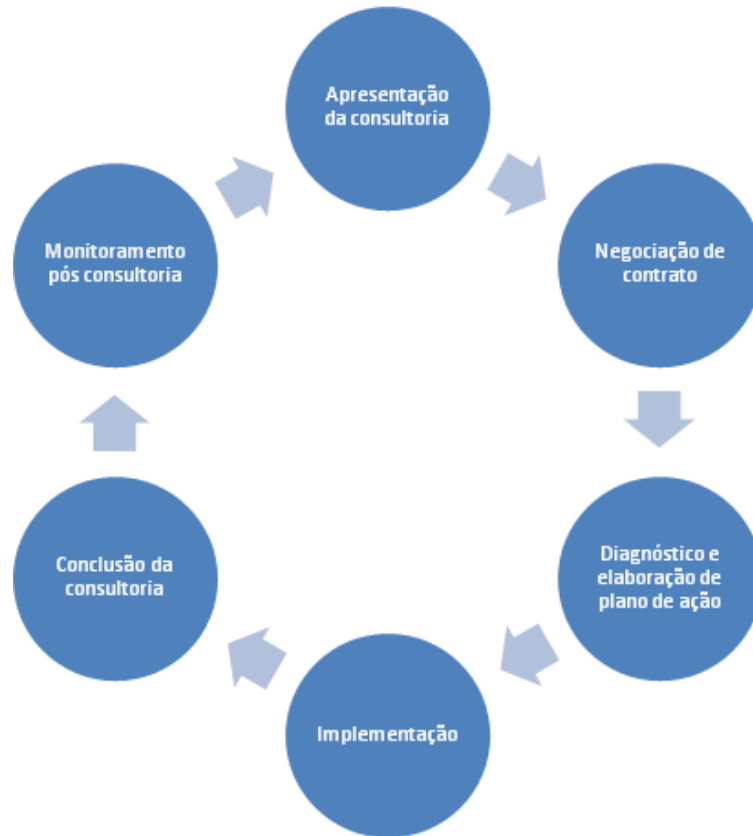 Apresentação
da consultoria
Negociação de
contrato
Diagnóstico e
elaboração de
plano de ação
Implementação
Conclusão da
consultoria
Monitoramento
pós consultoria